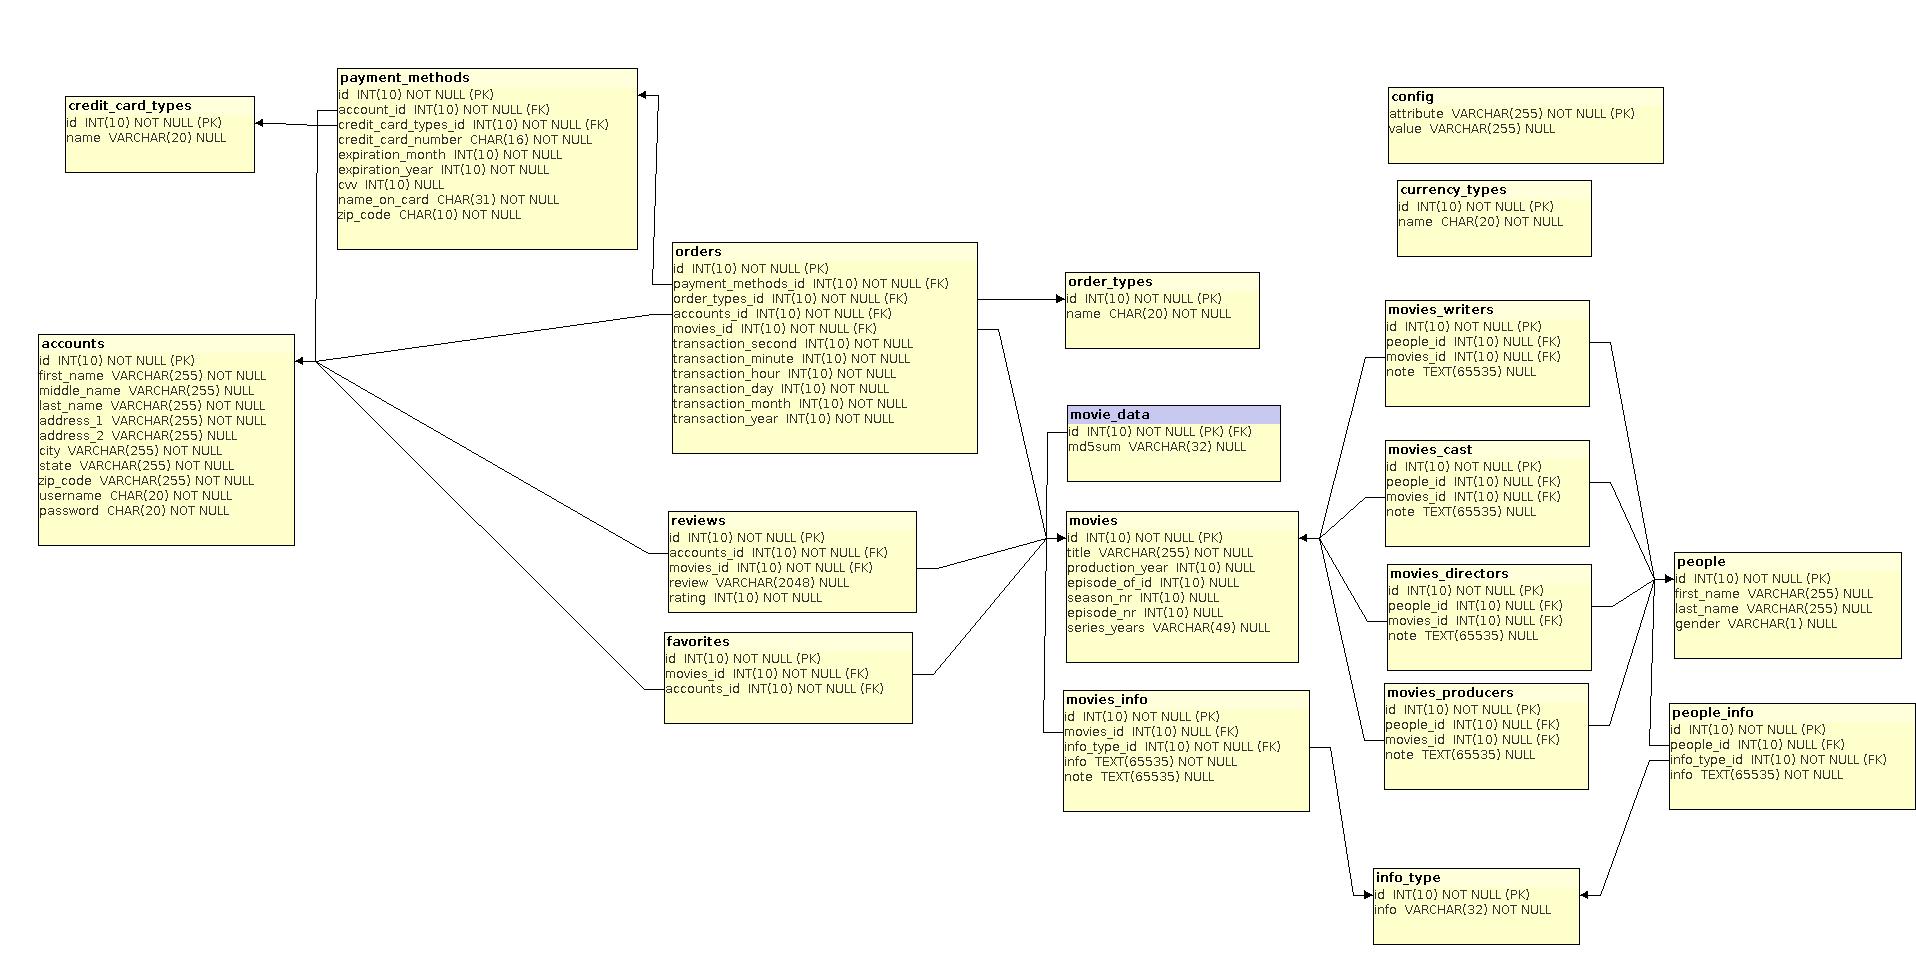 credit_card_types
id INT(10) NOT NULL (PK)
name VARCHAR(20) NULL
payment_methods
id INT(10) NOT NULL (PK)
account_id INT(10) NOT NULL (FK)
credit_card_types_id INT(10) NOT NULL (FK)
credit_card_number CHAR(16) NOT NULL
expiration_month INT(10) NOT NULL
expiration_year INT(10) NOT NULL
cvv INT(10) NULL
name_on_card CHAR(31) NOT NULL
zip_code CHAR(10) NOT NULL
accounts
id INT(10) NOT NULL (PK)
first_name VARCHAR(255) NOT NULL
middle_name VARCHAR(255) NULL
last_name VARCHAR(255) NOT NULL
address_1 VARCHAR(255) NOT NULL
address_2 VARCHAR(255) NULL
city VARCHAR(255) NOT NULL
state VARCHAR(255) NOT NULL
zip_code VARCHAR(255) NOT NULL
username CHAR(20) NOT NULL
password CHAR(20) NOT NULL
orders
id INT(10) NOT NULL (PK)
payment_methods_id INT(10) NOT NULL (FK)
order_types_id INT(10) NOT NULL (FK)
accounts_id INT(10) NOT NULL (FK)
movies_id INT(10) NOT NULL (FK)
transaction_second INT(10) NOT NULL
transaction_minute INT(10) NOT NULL
transaction_hour INT(10) NOT NULL
transaction_day INT(10) NOT NULL
transaction_month INT(10) NOT NULL
transaction_year INT(10) NOT NULL
reviews
id INT(10) NOT NULL (PK)
accounts_id INT(10) NOT NULL (FK)
movies_id INT(10) NOT NULL (FK)
review VARCHAR(2048) NULL
rating INT(10) NOT NULL
favorites
id INT(10) NOT NULL (PK)
movies_id INT(10) NOT NULL (FK)
accounts_id INT(10) NOT NULL (FK)
order_types
id INT(10) NOT NULL (PK)
name CHAR(20) NOT NULL
movie_data
id INT(10) NOT NULL (PK) (FK)
md5sum VARCHAR(32) NULL
movies
id INT(10) NOT NULL (PK)
title VARCHAR(255) NOT NULL
production_year INT(10) NULL
episode_of_id INT(10) NULL
season_nr INT(10) NULL
episode_nr INT(10) NULL
series_years VARCHAR(49) NULL
movies_info
id INT(10) NOT NULL (PK)
movies_id INT(10) NULL (FK)
info_type_id INT(10) NOT NULL (FK)
info TEXT(65535) NOT NULL
note TEXT(65535) NULL
config
attribute VARCHAR(255) NOT NULL (PK)
value VARCHAR(255) NULL
currency_types
id INT(10) NOT NULL (PK)
name CHAR(20) NOT NULL
movies_writers
id INT(10) NOT NULL (PK)
people_id INT(10) NULL (FK)
movies_id INT(10) NULL (FK)
note TEXT(65535) NULL
movies_cast
id INT(10) NOT NULL (PK)
people_id INT(10) NULL (FK)
movies_id INT(10) NULL (FK)
note TEXT(65535) NULL
movies_directors
id INT(10) NOT NULL (PK)
people_id INT(10) NULL (FK)
movies_id INT(10) NULL (FK)
note TEXT(65535) NULL
movies_producers
id INT(10) NOT NULL (PK)
people_id INT(10) NULL (FK)
movies_id INT(10) NULL (FK)
note TEXT(65535) NULL
people
id INT(10) NOT NULL (PK)
first_name VARCHAR(255) NULL
last_name VARCHAR(255) NULL
gender VARCHAR(1) NULL
people_info
id INT(10) NOT NULL (PK)
people_id INT(10) NULL (FK)
info_type_id INT(10) NOT NULL (FK)
info TEXT(65535) NOT NULL
info_type
id INT(10) NOT NULL (PK)
info VARCHAR(32) NOT NULL